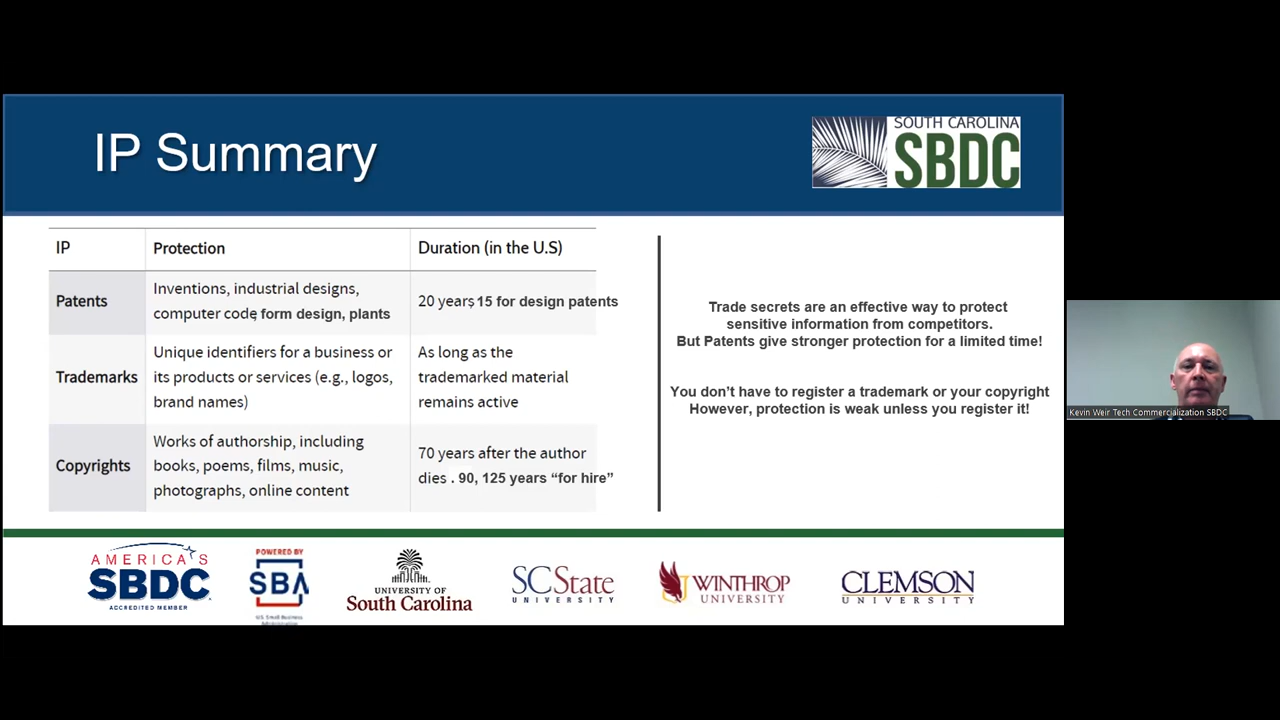 IP Summary
SOUTH CAROLINA
SBDC
IP Protection Duration (in the U.S)
Patents
Inventions, industrial designs,
computer code, form design, plants
20 years, 15 for design patents
Trademarks
Unique identifiers for a business or
its products or services (e.g., logos,
brand names)
As long as the
trademarked material
remains active
Copyrights
Works of authorship, including
books, poems, films, music,
photographs, online content
70 years after the author
dies . 90, 125 years “for hire”
Trade secrets are an effective way to protect
sensitive information from competitors.
But Patents give stronger protection for a limited time!
You don’t have to register a trademark or your copyright
However, protection is weak unless you register it!
Kevin Weir Tech Commercialization SBDC
AMERICA'S
SBDC
ACCREDITED MEMBER
POWERED BY
SBA
U.S. Small Business
Administration
UNIVERSITY OF
South Carolina
SC State
UNIVERSITY
WINTHROP
UNIVERSITY
CLEMSON
UNIVERSITY